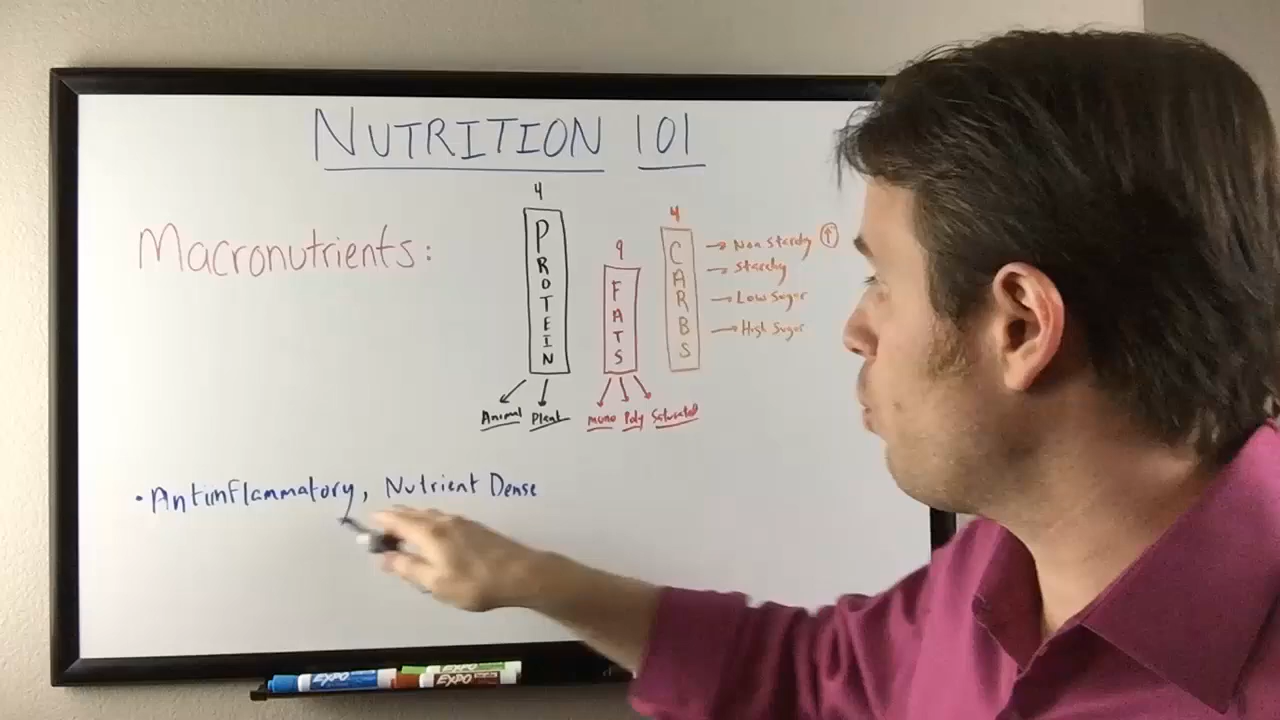 NUTRITION 101
Macronutrients:
4
PROTEIN
Animal
Plant
9
FATS
mono
Poly
Saturated
4
CARBS
→ Non Starchy ↑
→ Starchy
→ Low Sugar
→ High Sugar
• Antiinflammatory, Nutrient Dense
EXPO
EXPO
EXPO